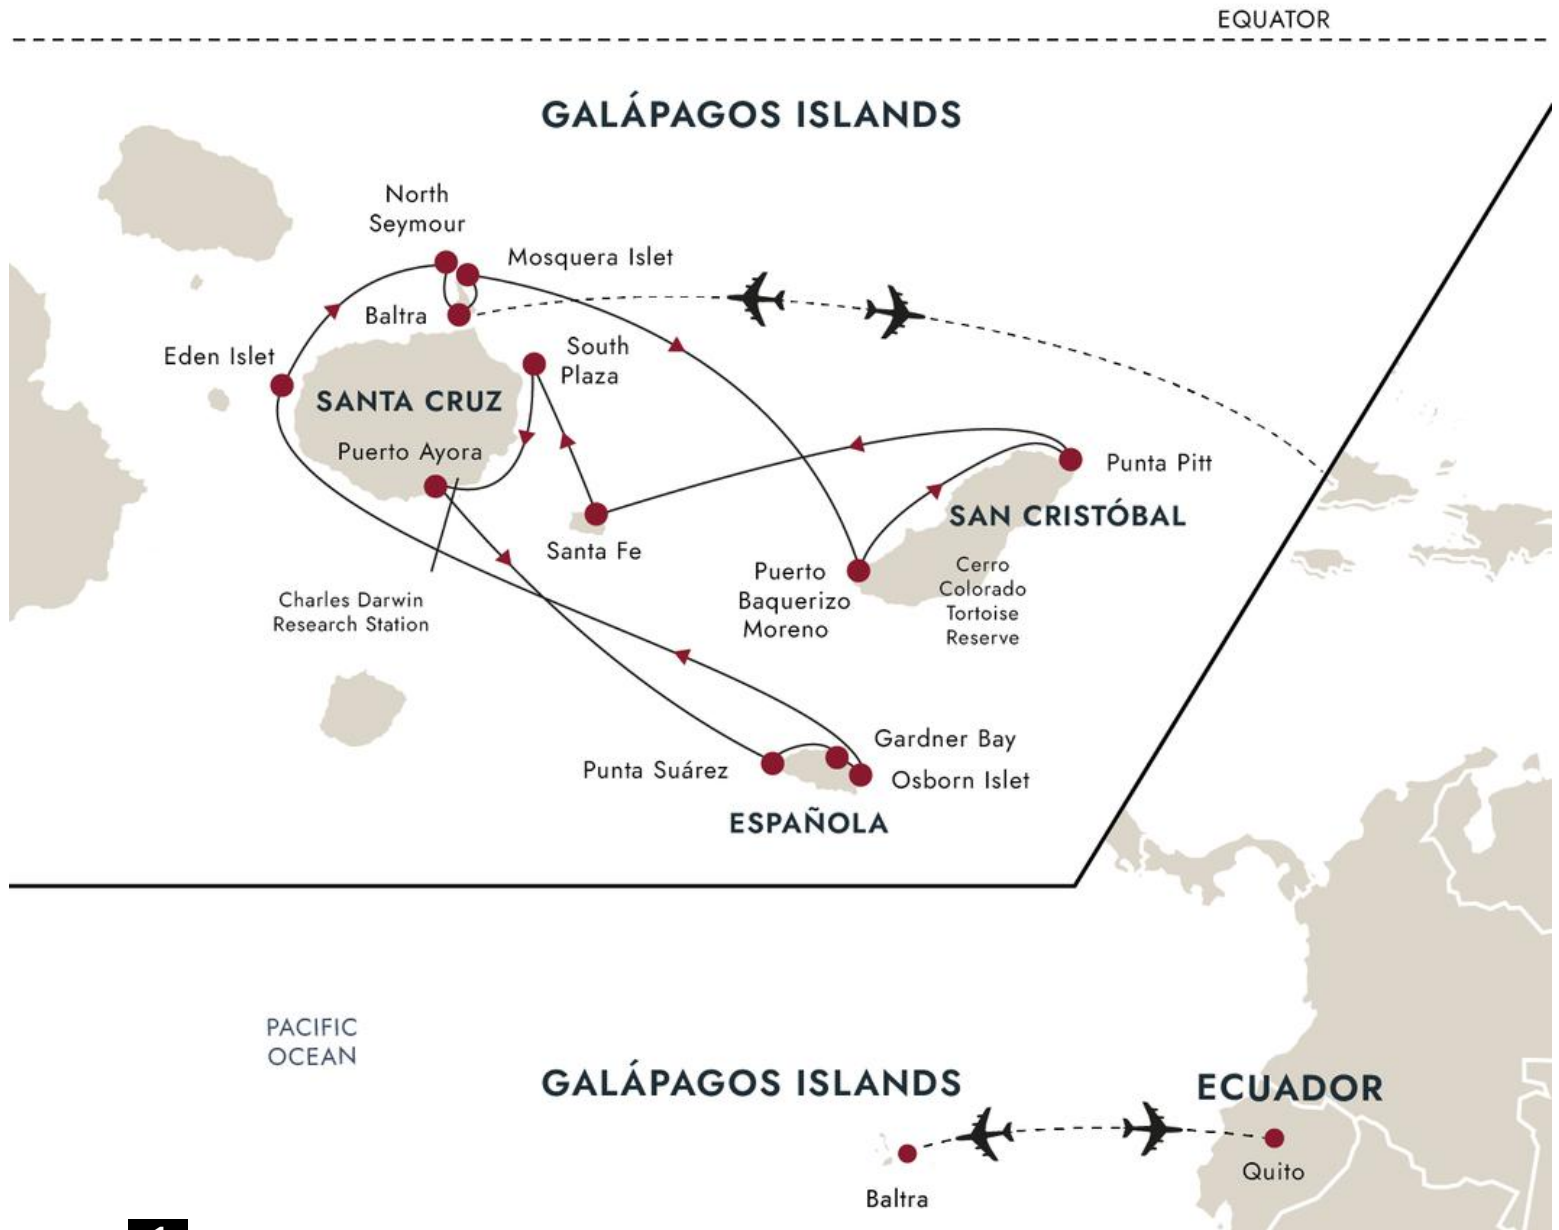 EQUATOR
GALÁPAGOS ISLANDS
North
Seymour
Mosquera Islet
Baltra
South
Plaza
Eden Islet
SANTA CRUZ
Puerto Ayora
Punta Pitt
SAN CRISTÓBAL
Santa Fe
Puerto
Baquerizo
Moreno
Cerro
Colorado
Tortoise
Reserve
Charles Darwin
Research Station
Gardner Bay
Punta Suárez
Osborn Islet
ESPAÑOLA
PACIFIC
OCEAN
GALÁPAGOS ISLANDS
ECUADOR
Quito
Baltra